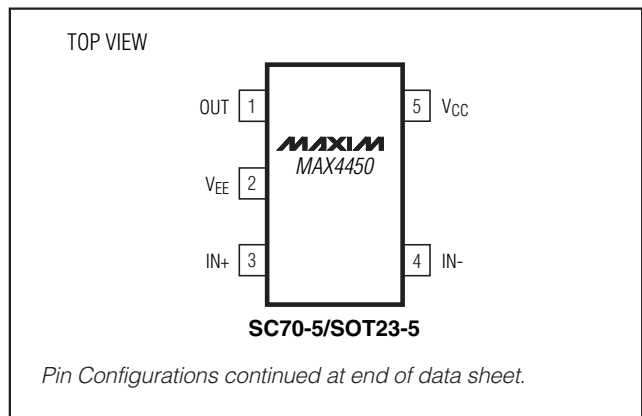 TOP VIEW
OUT 1 5 VCC
MAXIM
MAX4450
VEE 2
IN+ 3 4 IN-
SC70-5/SOT23-5
Pin Configurations continued at end of data sheet.